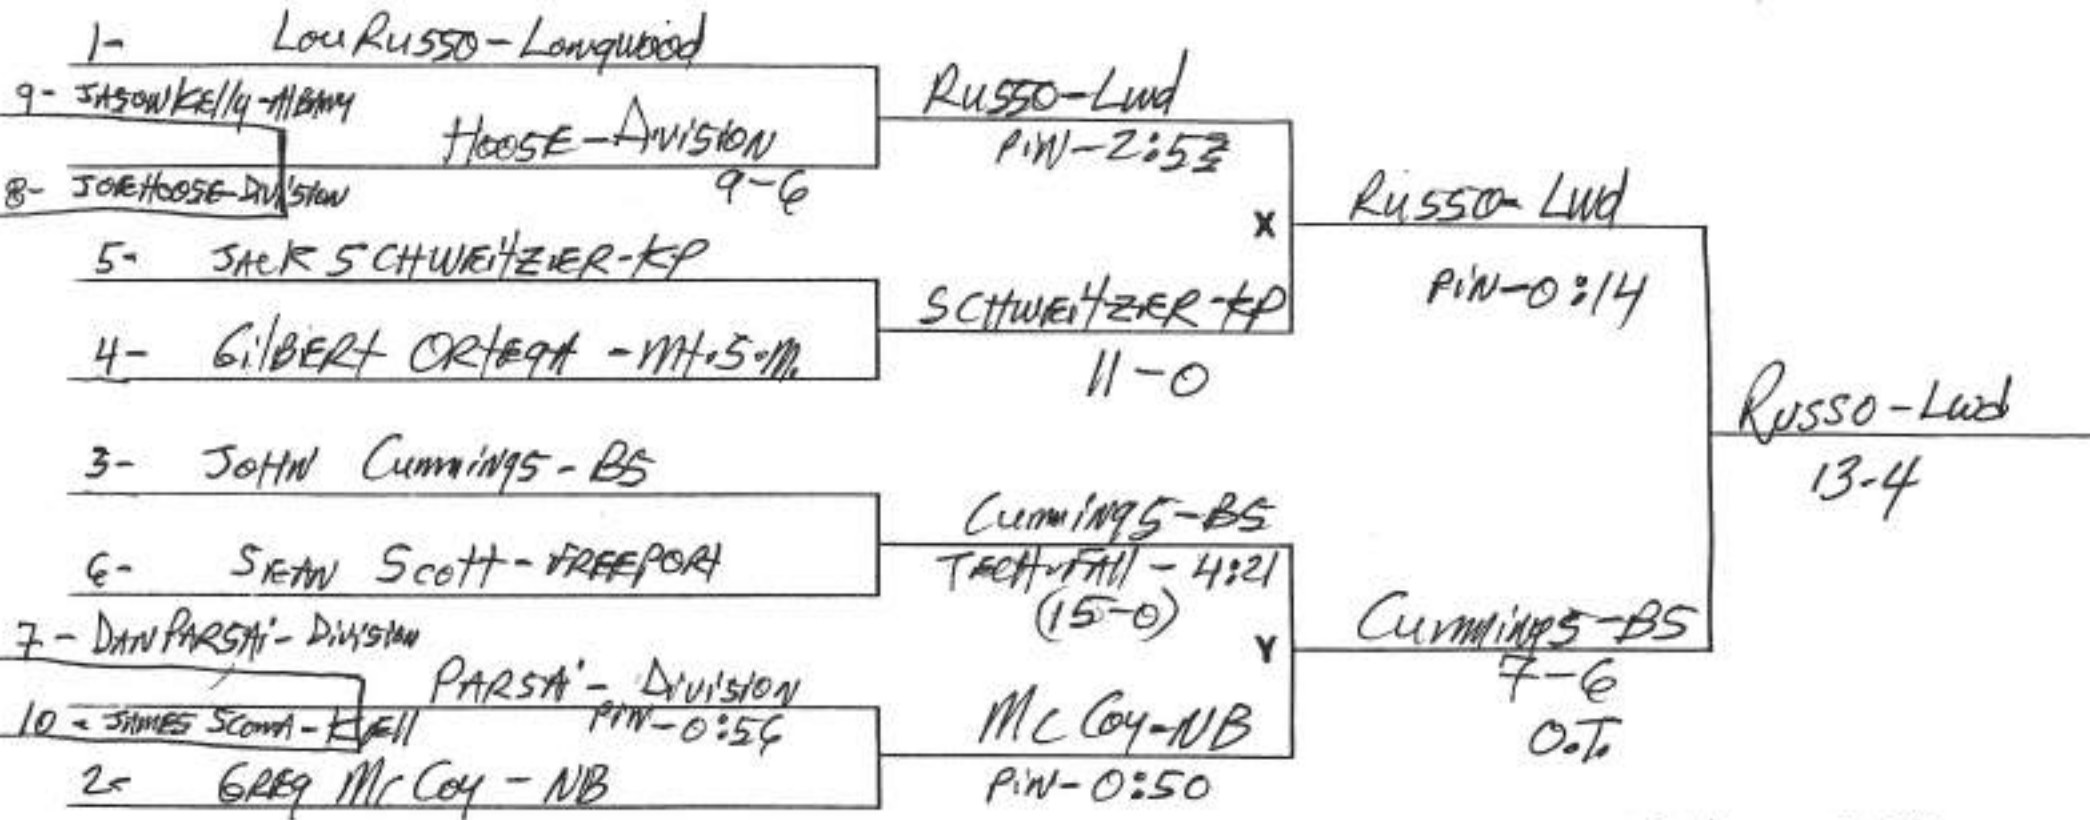 1- Lou Russo - Longwood
9- JASON KELLY - AlBANY
HOOSE - Division
9-6
8- JOE HOOSE - Division
5- JACK SCHWEITZER - KP
4- GilBERT ORTEGA - Mt.S.M.
3- JOHN Cummings - BS
6- SEAN Scott - FREEPORT
7- DAN PARSAi - Division
PARSAi - Division
PiN - 0:56
10- JAMES SCOMA - KELL
2- GREG McCoy - NB
Russo - Lwd
PiN - 2:5
X
SCHWEITZER - KP
11-0
Cummings - BS
TECH. FAll - 4:21
(15-0)
Y
McCoy - NB
PiN - 0:50
Russo - Lwd
PiN - 0:14
Cummings - BS
7-6
O.T.
Russo - Lwd
13-4